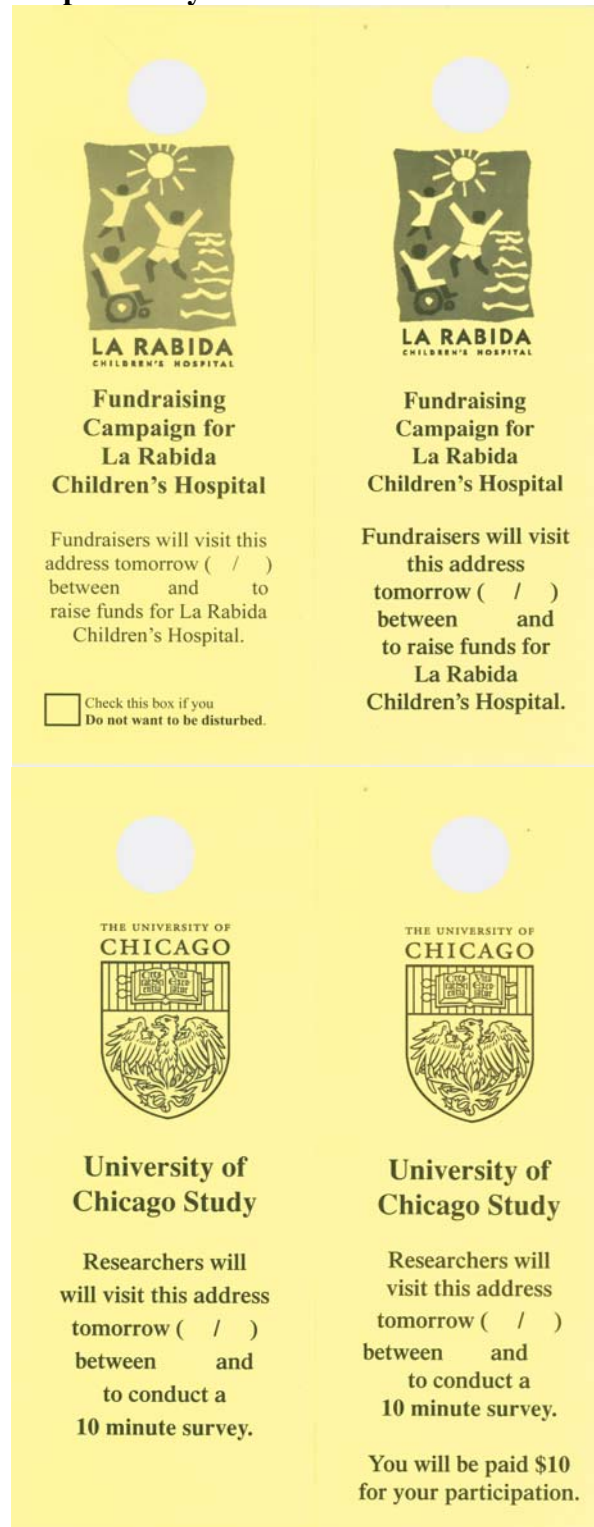 LA RABIDA
CHILDREN'S HOSPITAL
Fundraising
Campaign for
La Rabida
Children's Hospital
Fundraisers will visit this
address tomorrow ( / )
between and to
raise funds for La Rabida
Children's Hospital.
Check this box if you
Do not want to be disturbed.
LA RABIDA
CHILDREN'S HOSPITAL
Fundraising
Campaign for
La Rabida
Children's Hospital
Fundraisers will visit
this address
tomorrow ( / )
between and
to raise funds for
La Rabida
Children's Hospital.
THE UNIVERSITY OF
CHICAGO
University of
Chicago Study
Researchers will
will visit this address
tomorrow ( / )
between and
to conduct a
10 minute survey.
THE UNIVERSITY OF
CHICAGO
University of
Chicago Study
Researchers will
visit this address
tomorrow ( / )
between and
to conduct a
10 minute survey.
You will be paid $10
for your participation.